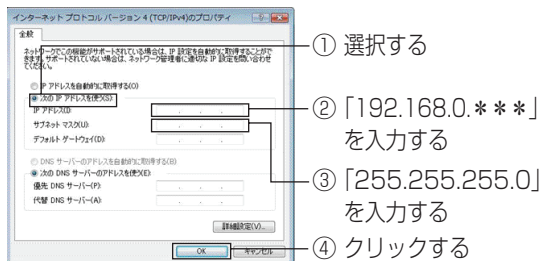 インターネット プロトコル バージョン 4 (TCP/IPv4)のプロパティ
全般
ネットワークでこの機能がサポートされている場合は、IP 設定を自動的に取得することがで
きます。サポートされていない場合は、ネットワーク管理者に適切な IP 設定を問い合わせ
てください。
IP アドレスを自動的に取得する(O)
次の IP アドレスを使う(S):
IP アドレス(I):
サブネット マスク(U):
デフォルト ゲートウェイ(D):
DNS サーバーのアドレスを自動的に取得する(B)
次の DNS サーバーのアドレスを使う(E):
優先 DNS サーバー(P):
代替 DNS サーバー(A):
詳細設定(V)...
OK
キャンセル
① 選択する
②「192.168.0.＊＊＊」
を入力する
③「255.255.255.0」
を入力する
④ クリックする